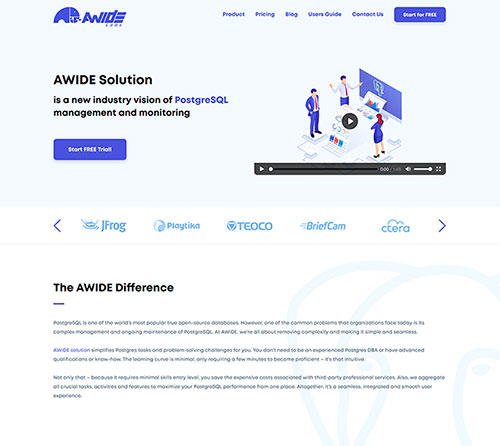 AWIDE
LABS
Product Pricing Blog Users Guide Contact Us Start for FREE
AWIDE Solution
is a new industry vision of PostgreSQL
management and monitoring
Start FREE Trial!
0:00
JFrog Playtika TEOCO BriefCam ctera
The AWIDE Difference
PostgreSQL is one of the world's most popular true open-source databases. However, one of the common problems that organizations face today is its
complex management and ongoing maintenance of PostgreSQL. At AWIDE, we're all about removing complexity and making it simple and seamless.
AWIDE solution simplifies Postgres tasks and problem-solving challenges for you. You don't need to be an experienced Postgres DBA or have advanced
qualifications or know-how. The learning curve is minimal, only requiring a few minutes to become proficient – it's that intuitive.
Not only that – because it requires minimal skills entry level, you save the expensive costs associated with third-party professional services. Also, we aggregate
all crucial tasks, activities and features to maximize your PostgreSQL performance from one place. Altogether, it's a seamless, integrated and smooth user
experience.